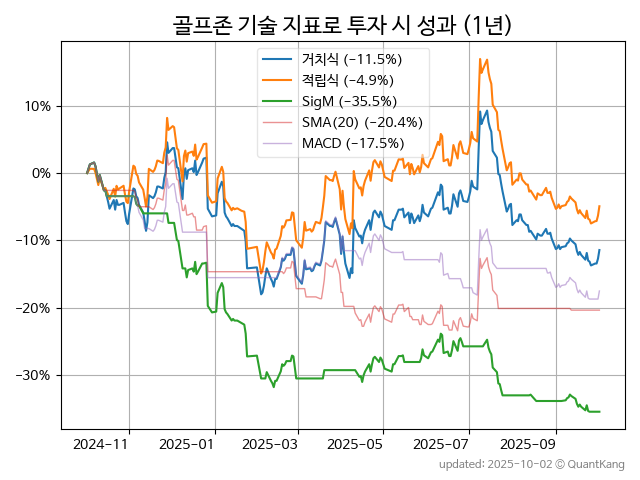 골프존 기술 지표로 투자 시 성과 (1년)
거치식 (-11.5%)
적립식 (-4.9%)
SigM (-35.5%)
SMA(20) (-20.4%)
MACD (-17.5%)
10%
0%
-10%
-20%
-30%
2024-11 2025-01 2025-03 2025-05 2025-07 2025-09
updated: 2025-10-02 © QuantKang